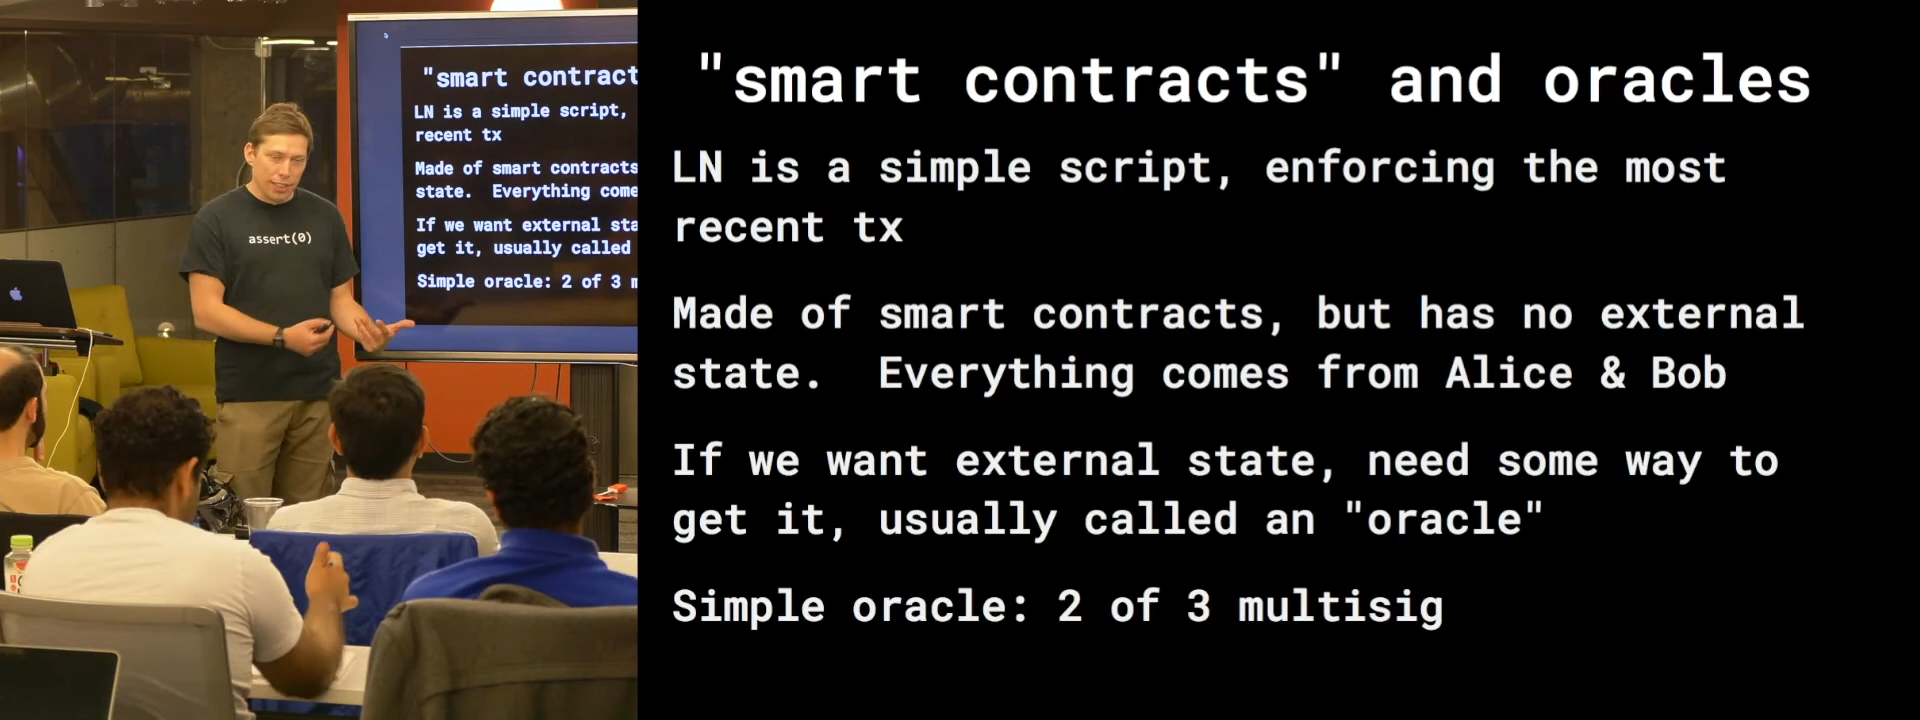 "smart contract
LN is a simple script,
recent tx
Made of smart contracts
state.  Everything come
If we want external sta
get it, usually called
Simple oracle: 2 of 3 m
assert(0)
"smart contracts" and oracles
LN is a simple script, enforcing the most
recent tx
Made of smart contracts, but has no external
state.  Everything comes from Alice & Bob
If we want external state, need some way to
get it, usually called an "oracle"
Simple oracle: 2 of 3 multisig